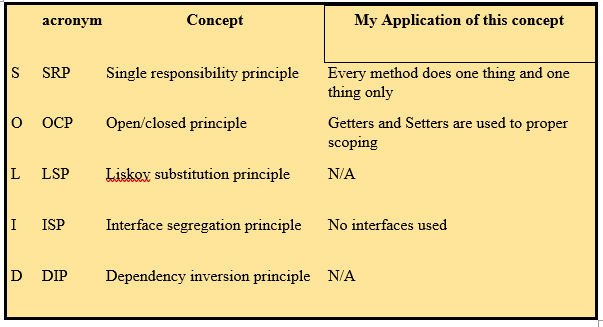 acronym Concept My Application of this concept
S SRP Single responsibility principle Every method does one thing and one
thing only
O OCP Open/closed principle Getters and Setters are used to proper
scoping
L LSP Liskov substitution principle N/A
I ISP Interface segregation principle No interfaces used
D DIP Dependency inversion principle N/A